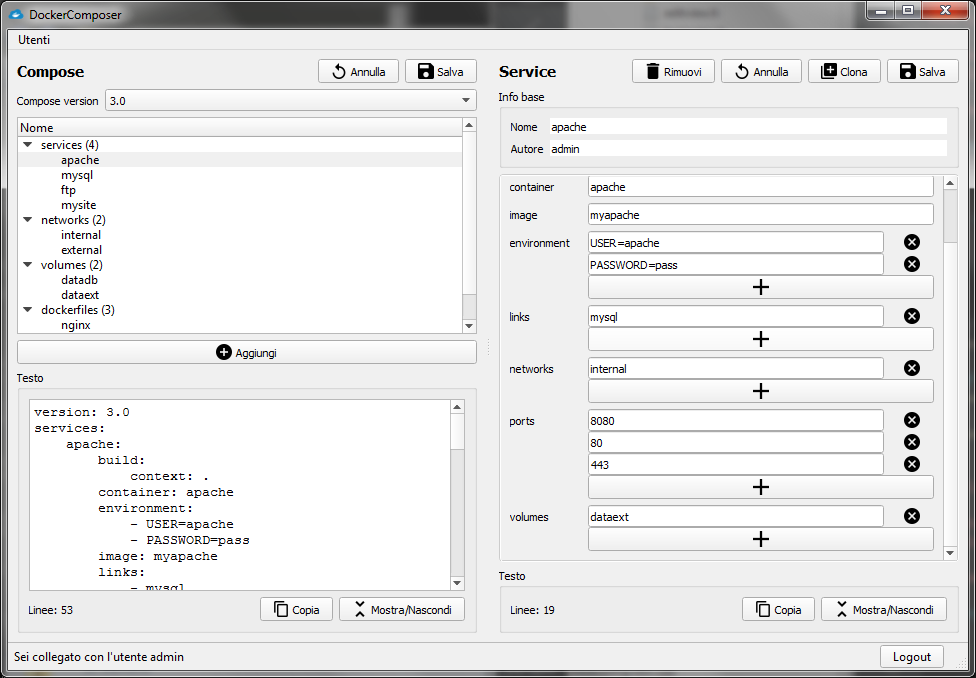 DockerComposer
Utenti
Compose
Annulla
Salva
Compose version 3.0
Nome
services (4)
apache
mysql
ftp
mysite
networks (2)
internal
external
volumes (2)
datadb
dataext
dockerfiles (3)
nginx
Aggiungi
Testo
version: 3.0
services:
apache:
build:
context: .
container: apache
environment:
- USER=apache
- PASSWORD=pass
image: myapache
links:
- mysql
Linee: 53
Copia
Mostra/Nascondi
Service
Rimuovi
Annulla
Clona
Salva
Info base
Nome apache
Autore admin
container apache
image myapache
environment USER=apache
PASSWORD=pass
links mysql
networks internal
ports 8080
80
443
volumes dataext
Testo
Linee: 19
Copia
Mostra/Nascondi
Sei collegato con l'utente admin
Logout